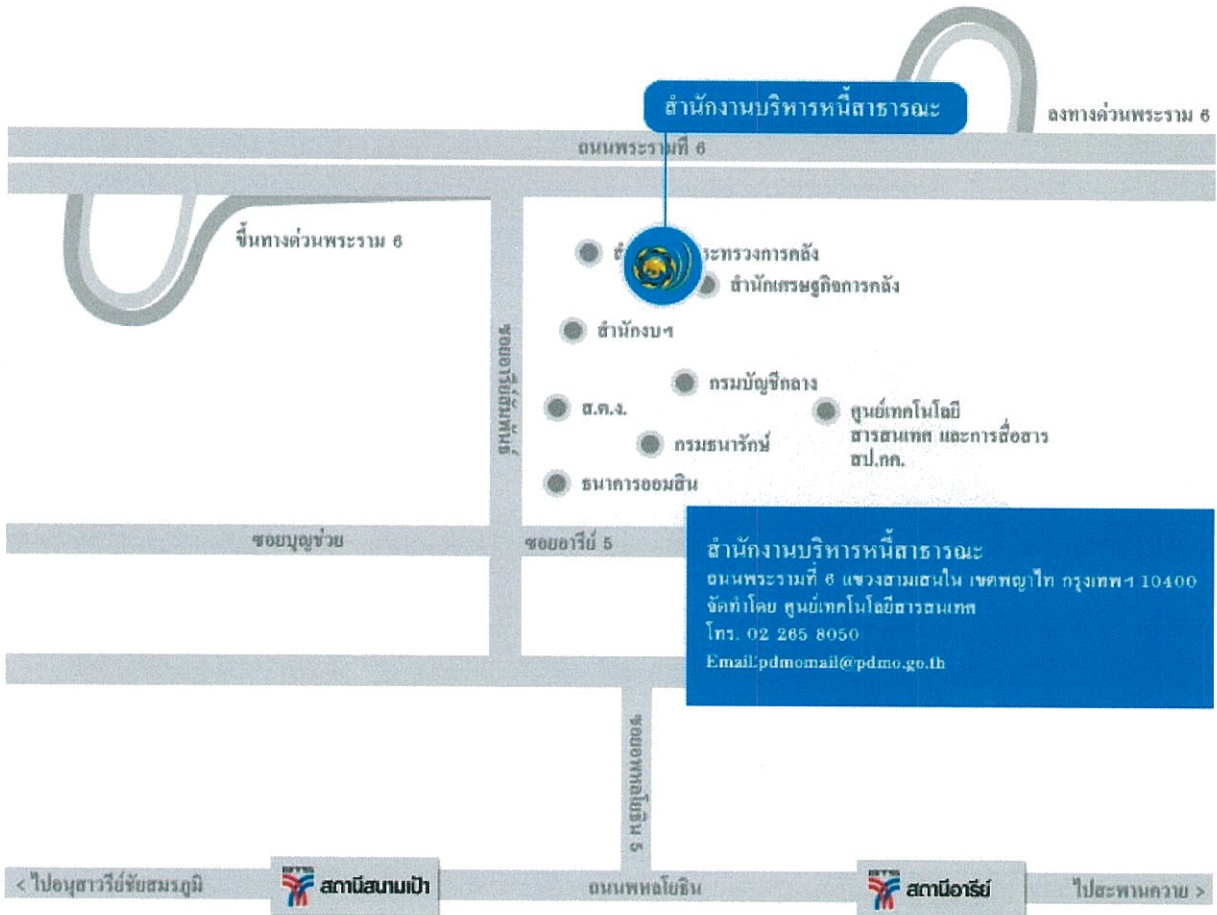 สำนักงานบริหารหนี้สาธารณะ
ลงทางด่วนพระราม 6
ถนนพระรามที่ 6
ขึ้นทางด่วนพระราม 6
ระทรวงการคลัง
สำนักเศรษฐกิจการคลัง
สำนักงบฯ
ซอยอารีย์สัมพันธ์
กรมบัญชีกลาง
ส.ต.ง.
ศูนย์เทคโนโลยี
สารสนเทศ และการสื่อสาร
สป.กค.
กรมธนารักษ์
ธนาคารออมสิน
ซอยบุญช่วย
ซอยอารีย์ 5
สำนักงานบริหารหนี้สาธารณะ
ถนนพระรามที่ 6 แขวงสามเสนใน เขตพญาไท กรุงเทพฯ 10400
จัดทำโดย ศูนย์เทคโนโลยีสารสนเทศ
โทร. 02 265 8050
Email:pdmomail@pdmo.go.th
5
< ไปอนุสาวรีย์ชัยสมรภูมิ
สถานีสนามเป้า
ถนนพหลโยธิน
สถานีอารีย์
ไปสะพานควาย >